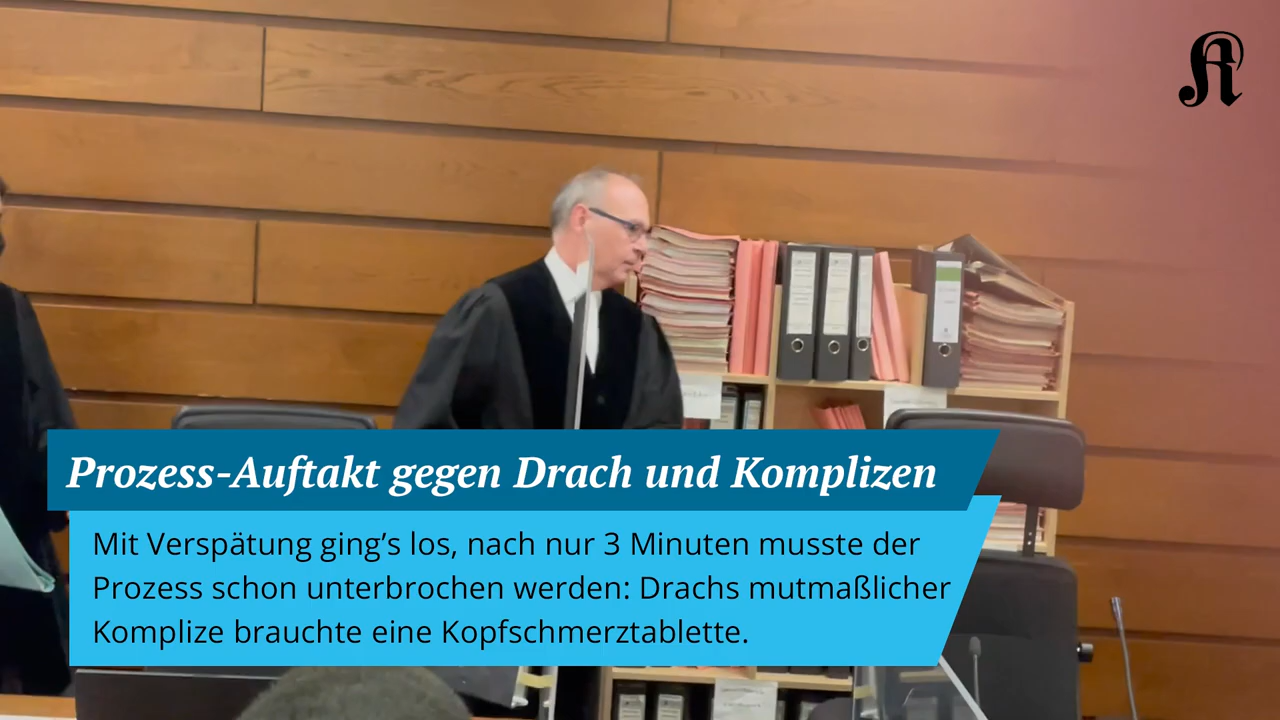 Prozess-Auftakt gegen Drach und Komplizen
Mit Verspätung ging’s los, nach nur 3 Minuten musste der
Prozess schon unterbrochen werden: Drachs mutmaßlicher
Komplize brauchte eine Kopfschmerztablette.